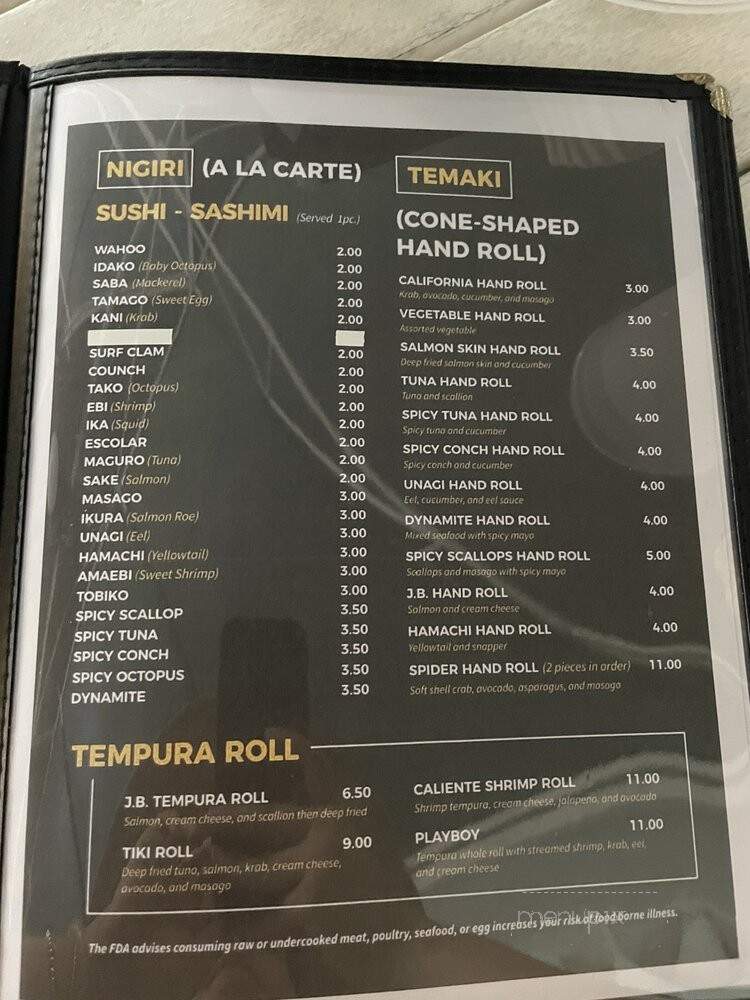 NIGIRI (A LA CARTE)
SUSHI - SASHIMI (Served 1pc.)
WAHOO 2.00
IDAKO (Baby Octopus) 2.00
SABA (Mackerel) 2.00
TAMAGO (Sweet Egg) 2.00
KANI (Krab) 2.00
SURF CLAM 2.00
COUNCH 2.00
TAKO (Octopus) 2.00
EBI (Shrimp) 2.00
IKA (Squid) 2.00
ESCOLAR 2.00
MAGURO (Tuna) 2.00
SAKE (Salmon) 2.00
MASAGO 3.00
IKURA (Salmon Roe) 3.00
UNAGI (Eel) 3.00
HAMACHI (Yellowtail) 3.00
AMAEBI (Sweet Shrimp) 3.00
TOBIKO 3.00
SPICY SCALLOP 3.50
SPICY TUNA 3.50
SPICY CONCH 3.50
SPICY OCTOPUS 3.50
DYNAMITE 3.50
TEMAKI
(CONE-SHAPED
HAND ROLL)
CALIFORNIA HAND ROLL 3.00
Krab, avocado, cucumber, and masago
VEGETABLE HAND ROLL 3.00
Assorted vegetable
SALMON SKIN HAND ROLL 3.50
Deep fried salmon skin and cucumber
TUNA HAND ROLL 4.00
Tuna and scallion
SPICY TUNA HAND ROLL 4.00
Spicy tuna and cucumber
SPICY CONCH HAND ROLL 4.00
Spicy conch and cucumber
UNAGI HAND ROLL 4.00
Eel, cucumber, and eel sauce
DYNAMITE HAND ROLL 4.00
Mixed seafood with spicy mayo
SPICY SCALLOPS HAND ROLL 5.00
Scallops and masago with spicy mayo
J.B. HAND ROLL 4.00
Salmon and cream cheese
HAMACHI HAND ROLL 4.00
Yellowtail and snapper
SPIDER HAND ROLL (2 pieces in order) 11.00
Soft shell crab, avocado, asparagus, and masago
TEMPURA ROLL
J.B. TEMPURA ROLL 6.50
Salmon, cream cheese, and scallion then deep fried
TIKI ROLL 9.00
Deep fried tuna, salmon, krab, cream cheese,
avocado, and masago
CALIENTE SHRIMP ROLL 11.00
Shrimp tempura, cream cheese, jalapeno, and avocado
PLAYBOY 11.00
Tempura whole roll with streamed shrimp, krab, eel,
and cream cheese
The FDA advises consuming raw or undercooked meat, poultry, seafood, or egg increases your risk of foodborne illness.